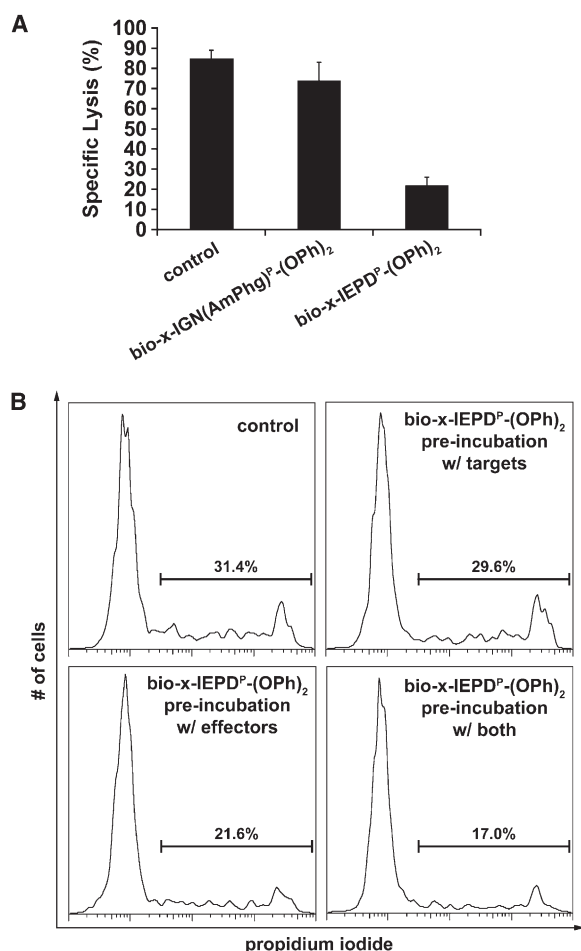 A
Specific Lysis (%)
100
90
80
70
60
50
40
30
20
10
0
control
bio-x-IGN(AmPhg)ᴾ-(OPh)₂
bio-x-IEPDᴾ-(OPh)₂
B
# of cells
control
31.4%
bio-x-IEPDᴾ-(OPh)₂
pre-incubation
w/ targets
29.6%
bio-x-IEPDᴾ-(OPh)₂
pre-incubation
w/ effectors
21.6%
bio-x-IEPDᴾ-(OPh)₂
pre-incubation
w/ both
17.0%
propidium iodide